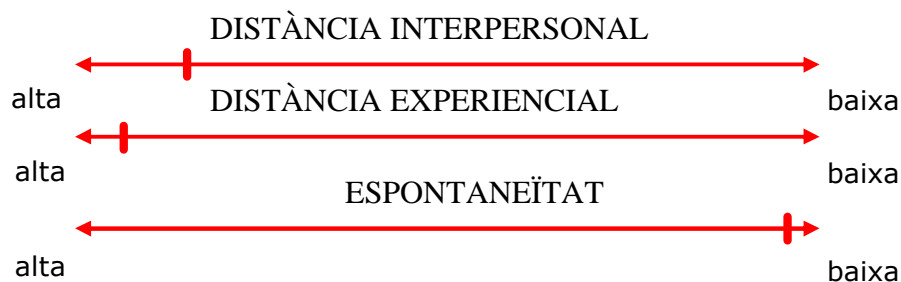 DISTÀNCIA INTERPERSONAL
alta baixa
DISTÀNCIA EXPERIENCIAL
alta baixa
ESPONTANEÏTAT
alta baixa